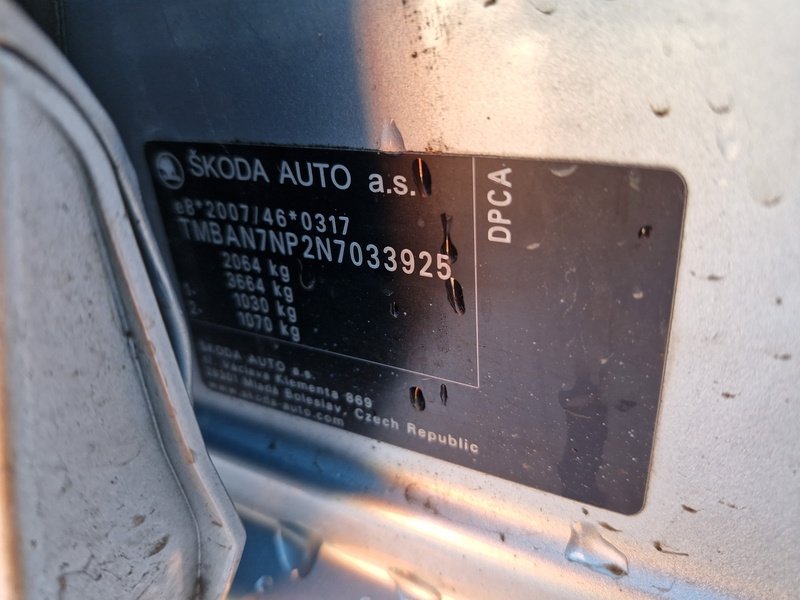 ŠKODA AUTO a.s.
e8*2007/46*0317
TMBAN7NP2N7033925
2064 kg
3664 kg
1- 1030 kg
2- 1070 kg
DPCA
ŠKODA AUTO a.s.
tř. Václava Klementa 869
29301 Mladá Boleslav, Czech Republic
www.skoda-auto.com